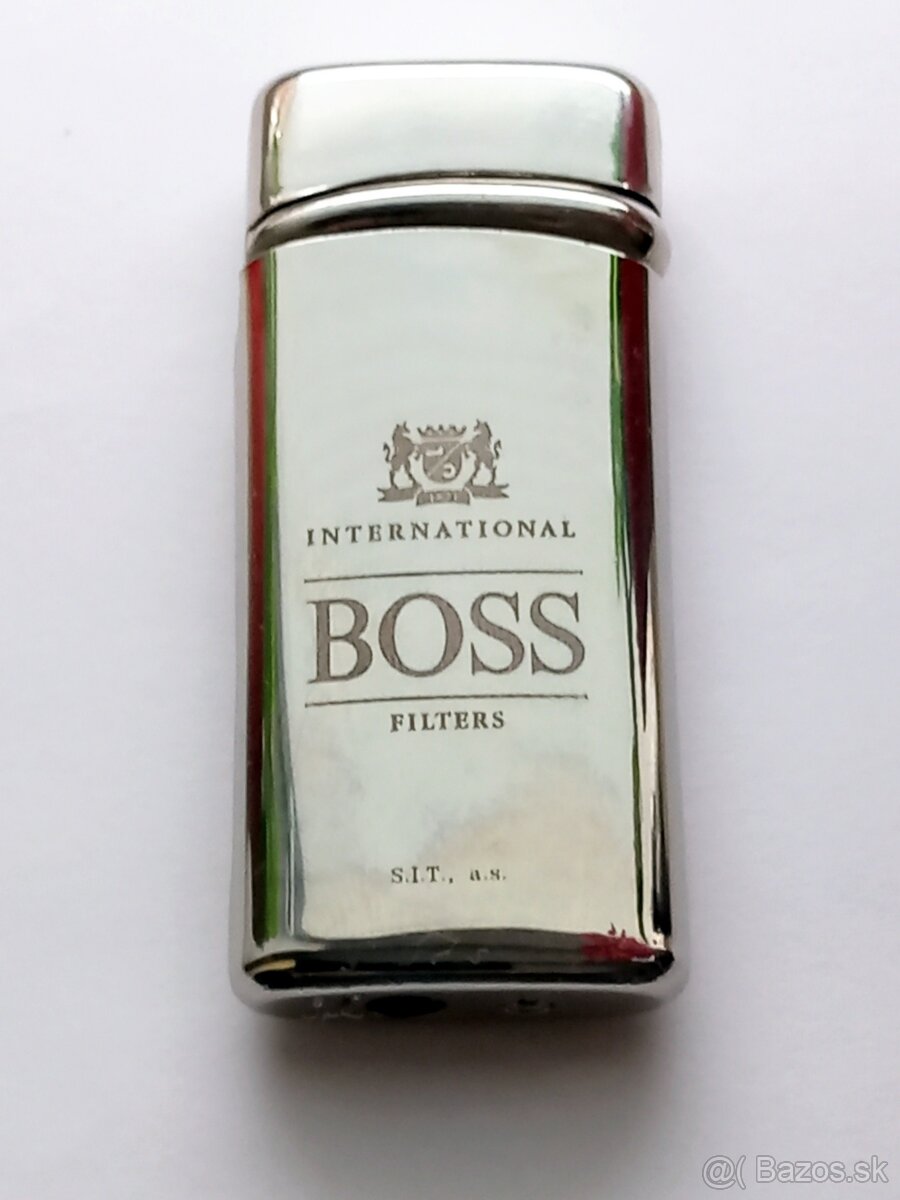 INTERNATIONAL
BOSS
FILTERS
S.I.T., a.s.
@( Bazos.sk